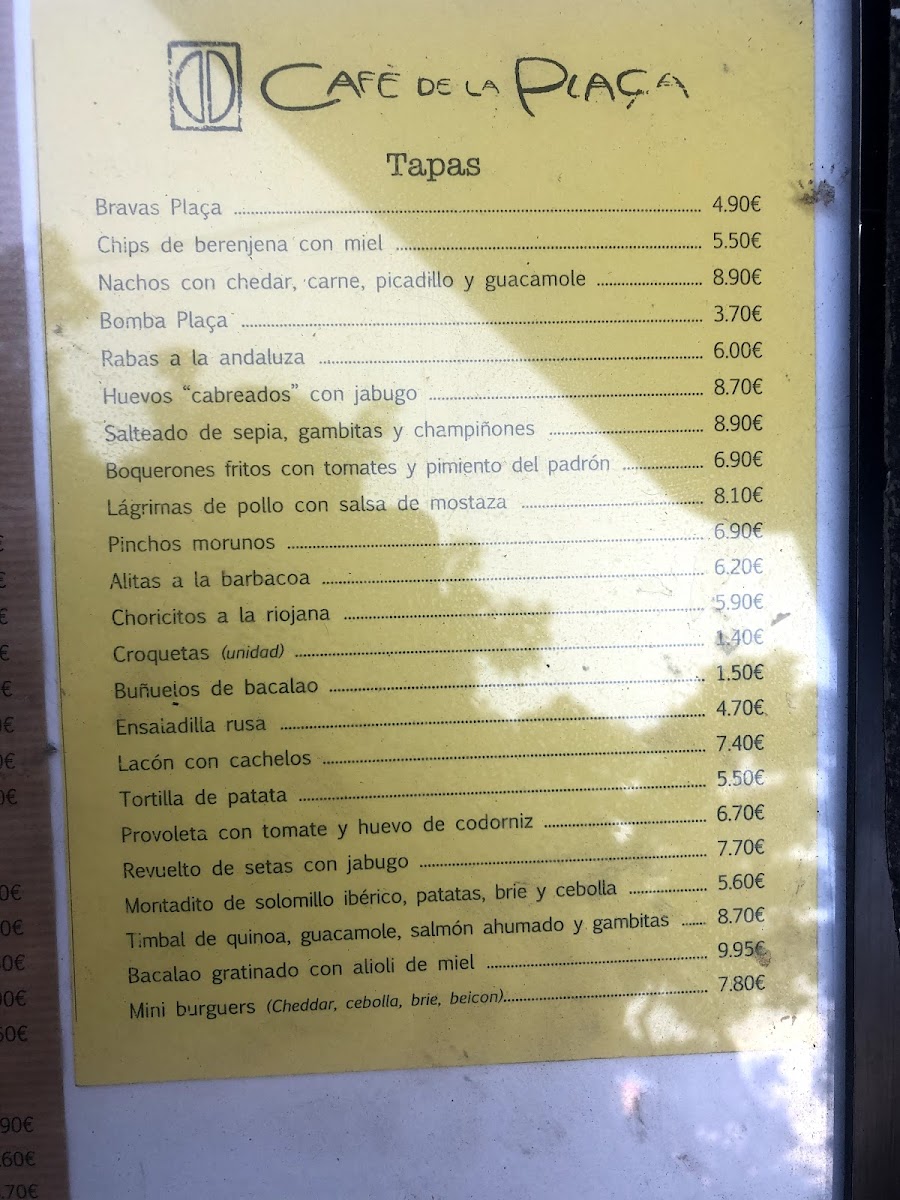 CAFÈ DE LA PLAÇA
Tapas
Bravas Plaça 4.90€
Chips de berenjena con miel 5.50€
Nachos con chedar, carne, picadillo y guacamole 8.90€
Bomba Plaça 3.70€
Rabas a la andaluza 6.00€
Huevos “cabreados” con jabugo 8.70€
Salteado de sepia, gambitas y champiñones 8.90€
Boquerones fritos con tomates y pimiento del padrón 6.90€
Lágrimas de pollo con salsa de mostaza 8.10€
Pinchos morunos 6.90€
Alitas a la barbacoa 6.20€
Choricitos a la riojana 5.90€
Croquetas (unidad) 1.40€
Buñuelos de bacalao 1.50€
Ensaladilla rusa 4.70€
Lacón con cachelos 7.40€
Tortilla de patata 5.50€
Provoleta con tomate y huevo de codorniz 6.70€
Revuelto de setas con jabugo 7.70€
Montadito de solomillo ibérico, patatas, brie y cebolla 5.60€
Timbal de quinoa, guacamole, salmón ahumado y gambitas 8.70€
Bacalao gratinado con alioli de miel 9.95€
Mini burguers (Cheddar, cebolla, brie, beicon) 7.80€